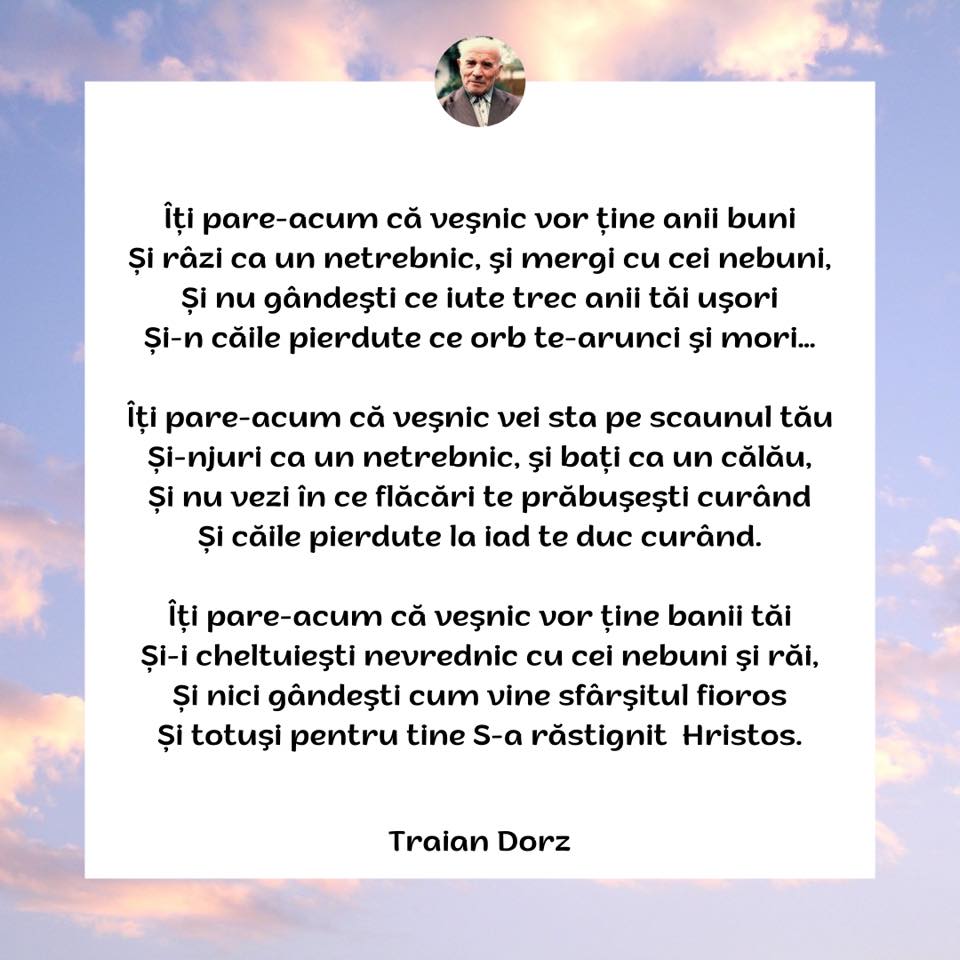 Îți pare-acum că veşnic vor ține anii buni
Și râzi ca un netrebnic, şi mergi cu cei nebuni,
Și nu gândeşti ce iute trec anii tăi uşori
Și-n căile pierdute ce orb te-arunci şi mori...
Îți pare-acum că veşnic vei sta pe scaunul tău
Și-njuri ca un netrebnic, şi bați ca un călău,
Și nu vezi în ce flăcări te prăbuşeşti curând
Și căile pierdute la iad te duc curând.
Îți pare-acum că veşnic vor ține banii tăi
Și-i cheltuieşti nevrednic cu cei nebuni şi răi,
Și nici gândeşti cum vine sfârşitul fioros
Și totuşi pentru tine S-a răstignit  Hristos.
Traian Dorz